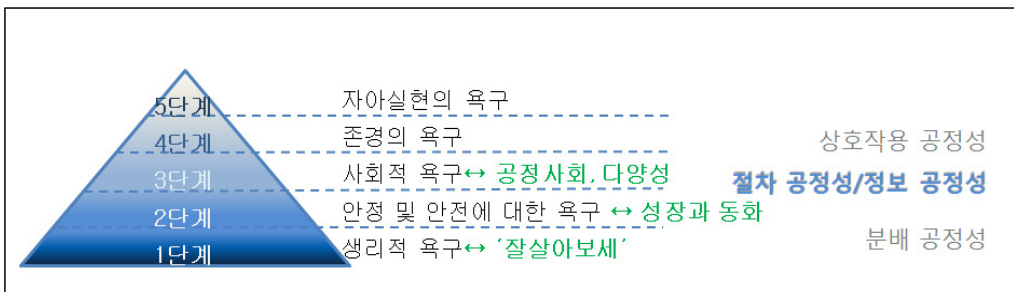 5단계 자아실현의 욕구
4단계 존경의 욕구 상호작용 공정성
3단계 사회적 욕구↔ 공정사회, 다양성 절차 공정성/정보 공정성
2단계 안정 및 안전에 대한 욕구 ↔ 성장과 동화
1단계 생리적 욕구↔ ‘잘살아보세’ 분배 공정성